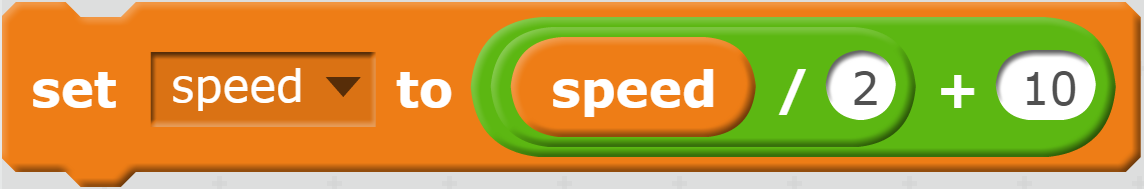 set speed to speed / 2 + 10